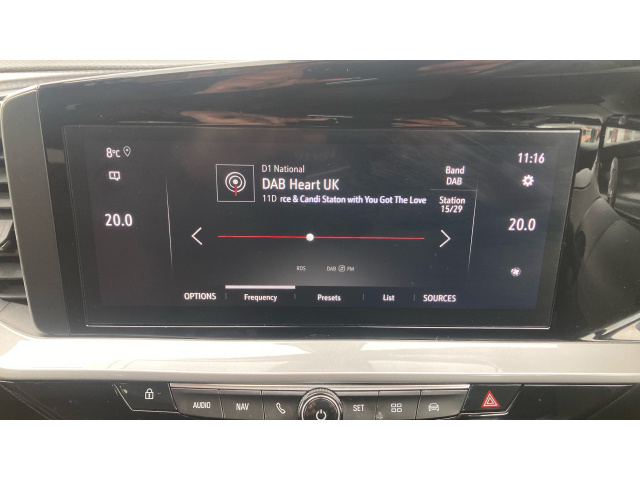 8°C
D1 National
DAB Heart UK
11D rce & Candi Staton with You Got The Love
Band
DAB
Station
15/29
11:16
20.0
20.0
RDS
DAB
FM
OPTIONS
Frequency
Presets
List
SOURCES
AUDIO
NAV
SET